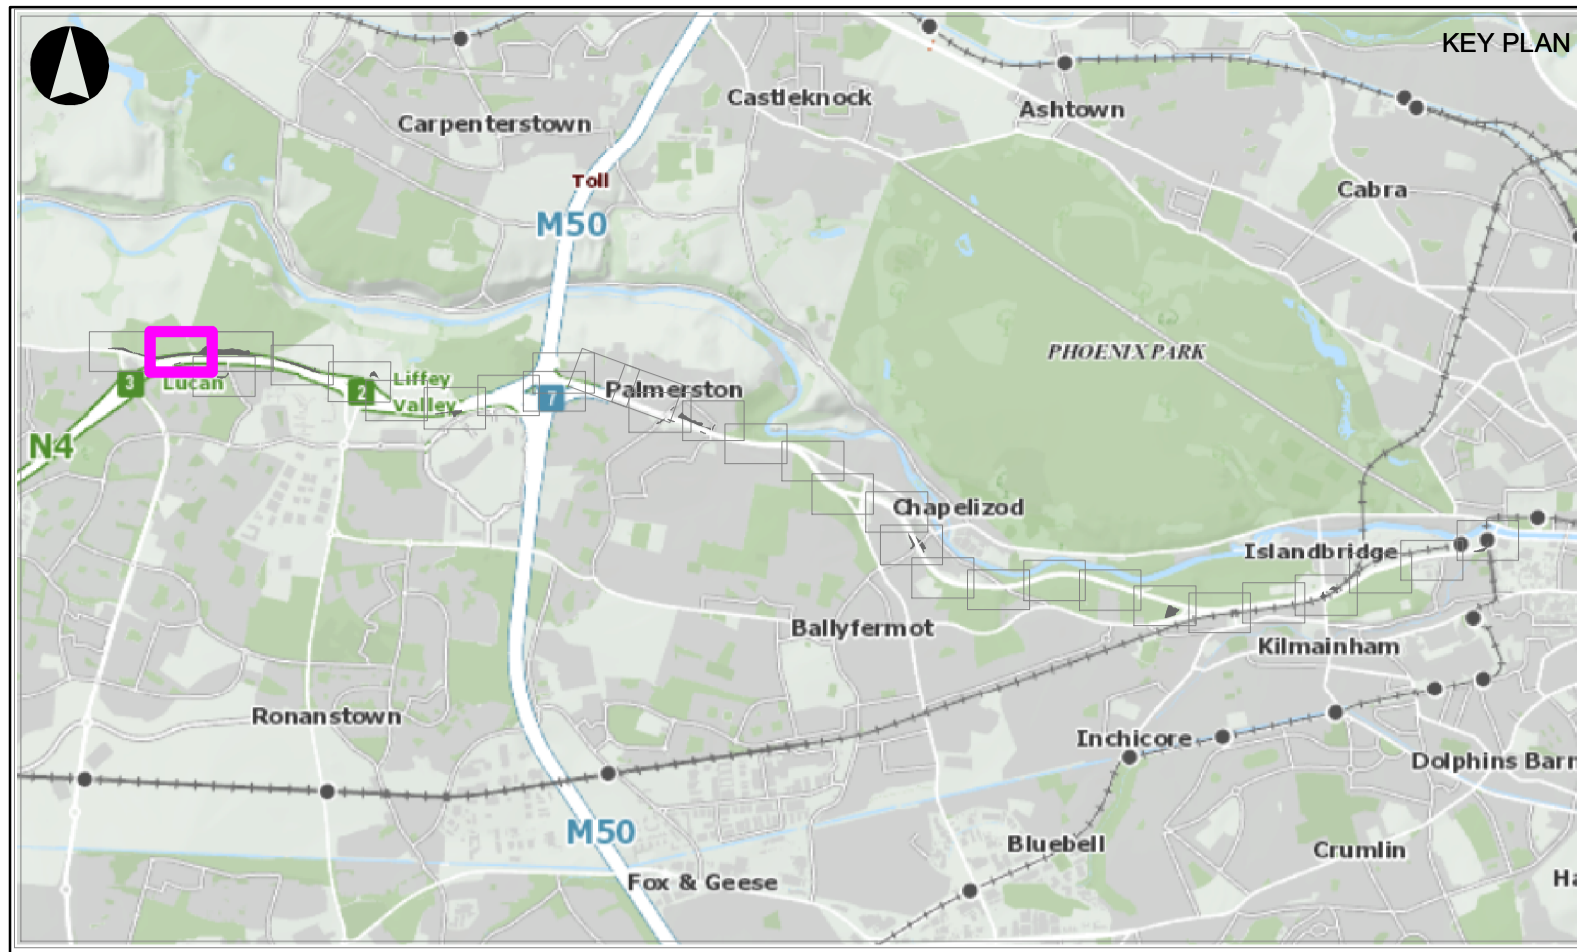 KEY PLAN
Castleknock
Ashtown
Carpenterstown
Toll
Cabra
M50
PHOENIX PARK
3
Lucan
2
Liffey
Valley
7
Palmerston
N4
Chapelizod
Islandbridge
Ballyfermot
Kilmainham
Ronanstown
Inchicore
Dolphins Barn
M50
Bluebell
Crumlin
Fox & Geese